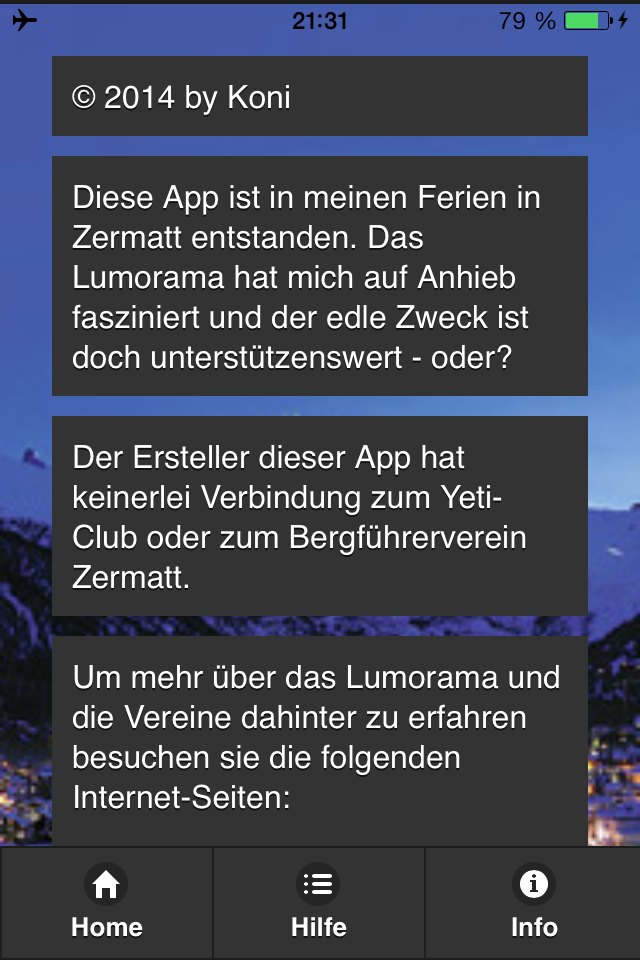 21:31
79 %
© 2014 by Koni
Diese App ist in meinen Ferien in
Zermatt entstanden. Das
Lumorama hat mich auf Anhieb
fasziniert und der edle Zweck ist
doch unterstützenswert - oder?
Der Ersteller dieser App hat
keinerlei Verbindung zum Yeti-
Club oder zum Bergführerverein
Zermatt.
Um mehr über das Lumorama und
die Vereine dahinter zu erfahren
besuchen sie die folgenden
Internet-Seiten:
Home
Hilfe
Info